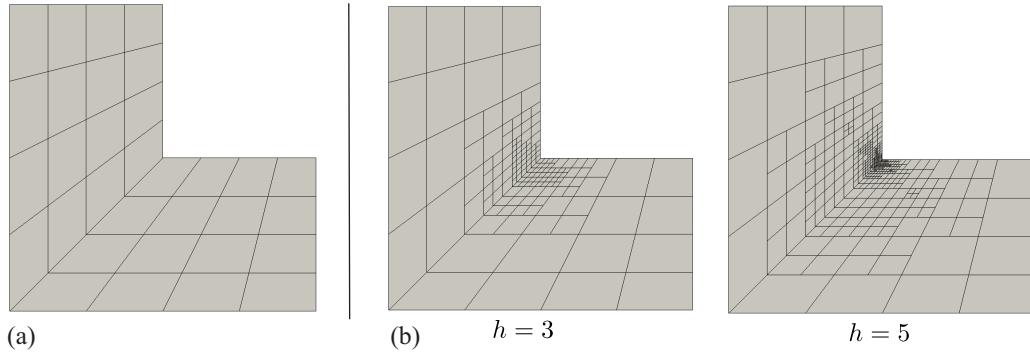 (a)
(b)
h = 3
h = 5